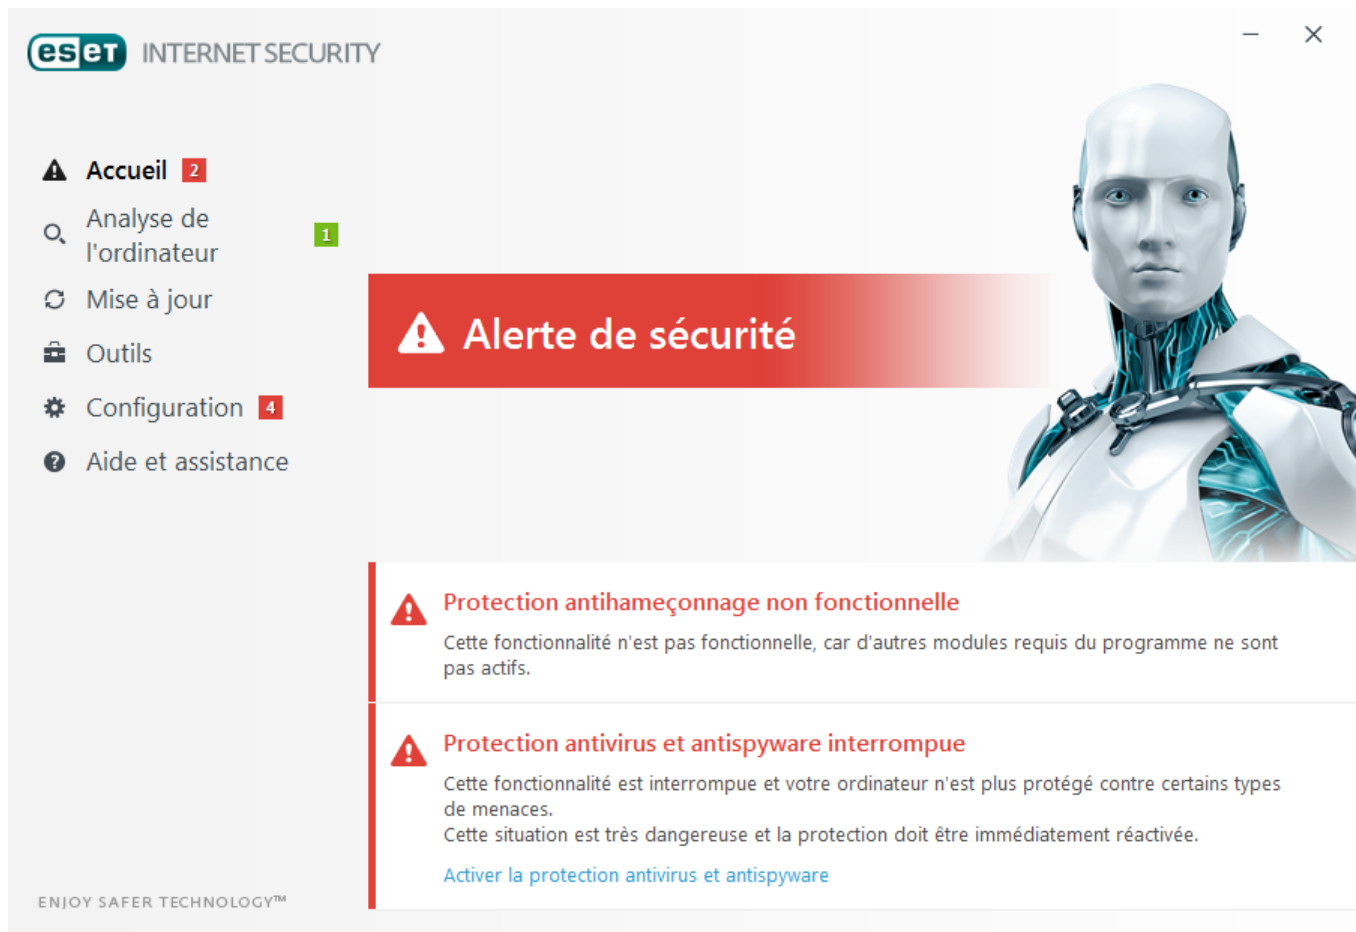 eset INTERNET SECURITY
Accueil 2
Analyse de
l'ordinateur 1
Mise à jour
Outils
Configuration 4
Aide et assistance
Alerte de sécurité
Protection antihameçonnage non fonctionnelle
Cette fonctionnalité n'est pas fonctionnelle, car d'autres modules requis du programme ne sont
pas actifs.
Protection antivirus et antispyware interrompue
Cette fonctionnalité est interrompue et votre ordinateur n'est plus protégé contre certains types
de menaces.
Cette situation est très dangereuse et la protection doit être immédiatement réactivée.
Activer la protection antivirus et antispyware
ENJOY SAFER TECHNOLOGY™